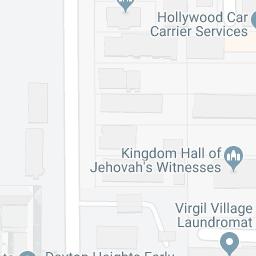 Hollywood Car
Carrier Services
Kingdom Hall of
Jehovah's Witnesses
Virgil Village
Laundromat
Dayton Heights Early